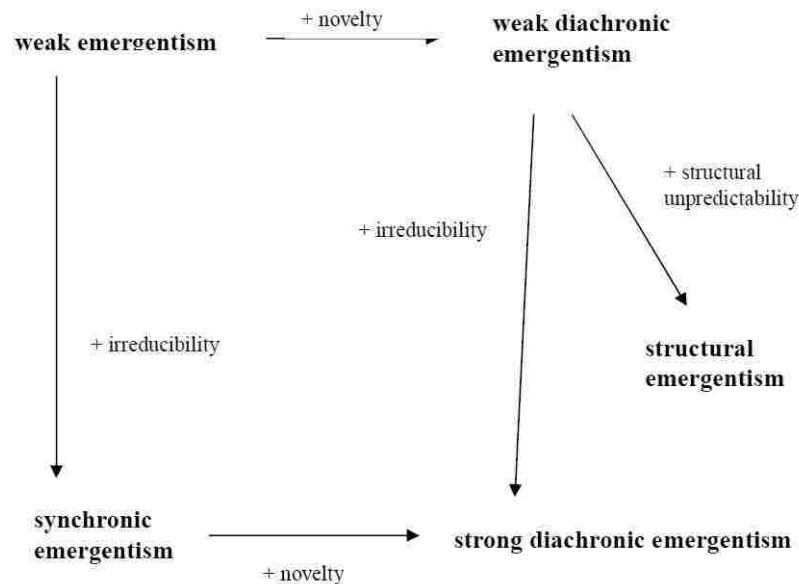 weak emergentism
+ novelty
weak diachronic
emergentism
+ structural
unpredictability
+ irreducibility
+ irreducibility
structural
emergentism
synchronic
emergentism
+ novelty
strong diachronic emergentism